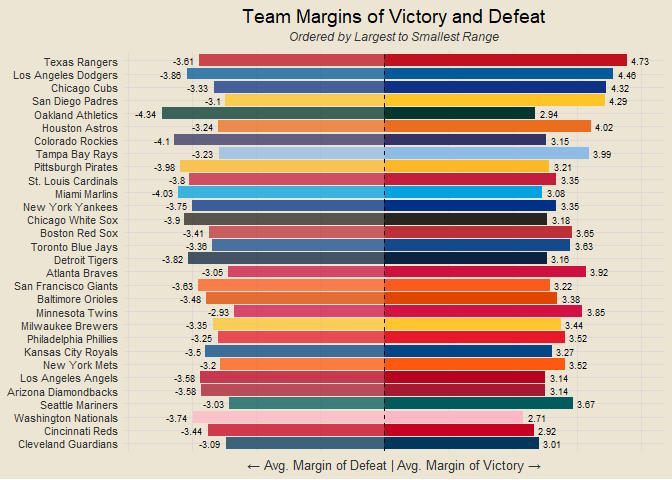 Team Margins of Victory and Defeat
Ordered by Largest to Smallest Range
Texas Rangers -3.61 4.73
Los Angeles Dodgers -3.86 4.46
Chicago Cubs -3.33 4.32
San Diego Padres -3.1 4.29
Oakland Athletics -4.34 2.94
Houston Astros -3.24 4.02
Colorado Rockies -4.1 3.15
Tampa Bay Rays -3.23 3.99
Pittsburgh Pirates -3.98 3.21
St. Louis Cardinals -3.8 3.35
Miami Marlins -4.03 3.08
New York Yankees -3.75 3.35
Chicago White Sox -3.9 3.18
Boston Red Sox -3.41 3.65
Toronto Blue Jays -3.36 3.63
Detroit Tigers -3.82 3.16
Atlanta Braves -3.05 3.92
San Francisco Giants -3.63 3.22
Baltimore Orioles -3.48 3.38
Minnesota Twins -2.93 3.85
Milwaukee Brewers -3.35 3.44
Philadelphia Phillies -3.25 3.52
Kansas City Royals -3.5 3.27
New York Mets -3.2 3.52
Los Angeles Angels -3.58 3.14
Arizona Diamondbacks -3.58 3.14
Seattle Mariners -3.03 3.67
Washington Nationals -3.74 2.71
Cincinnati Reds -3.44 2.92
Cleveland Guardians -3.09 3.01
← Avg. Margin of Defeat | Avg. Margin of Victory →